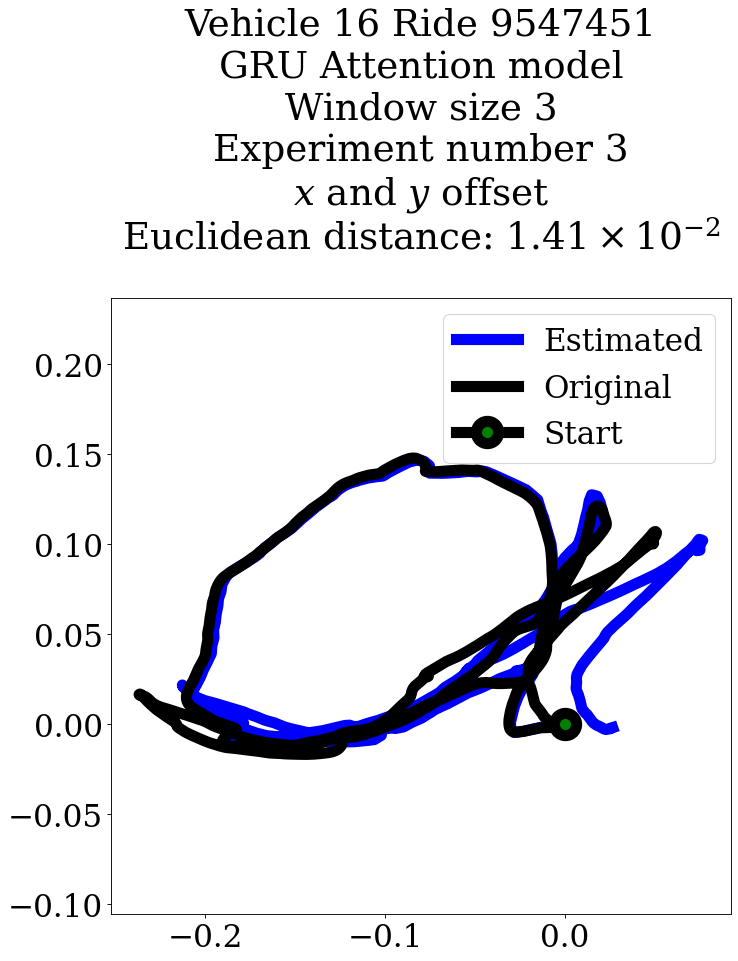 Vehicle 16 Ride 9547451
GRU Attention model
Window size 3
Experiment number 3
x and y offset
Euclidean distance: 1.41 × 10⁻²
Estimated
Original
Start
0.20
0.15
0.10
0.05
0.00
−0.05
−0.10
−0.2
−0.1
0.0